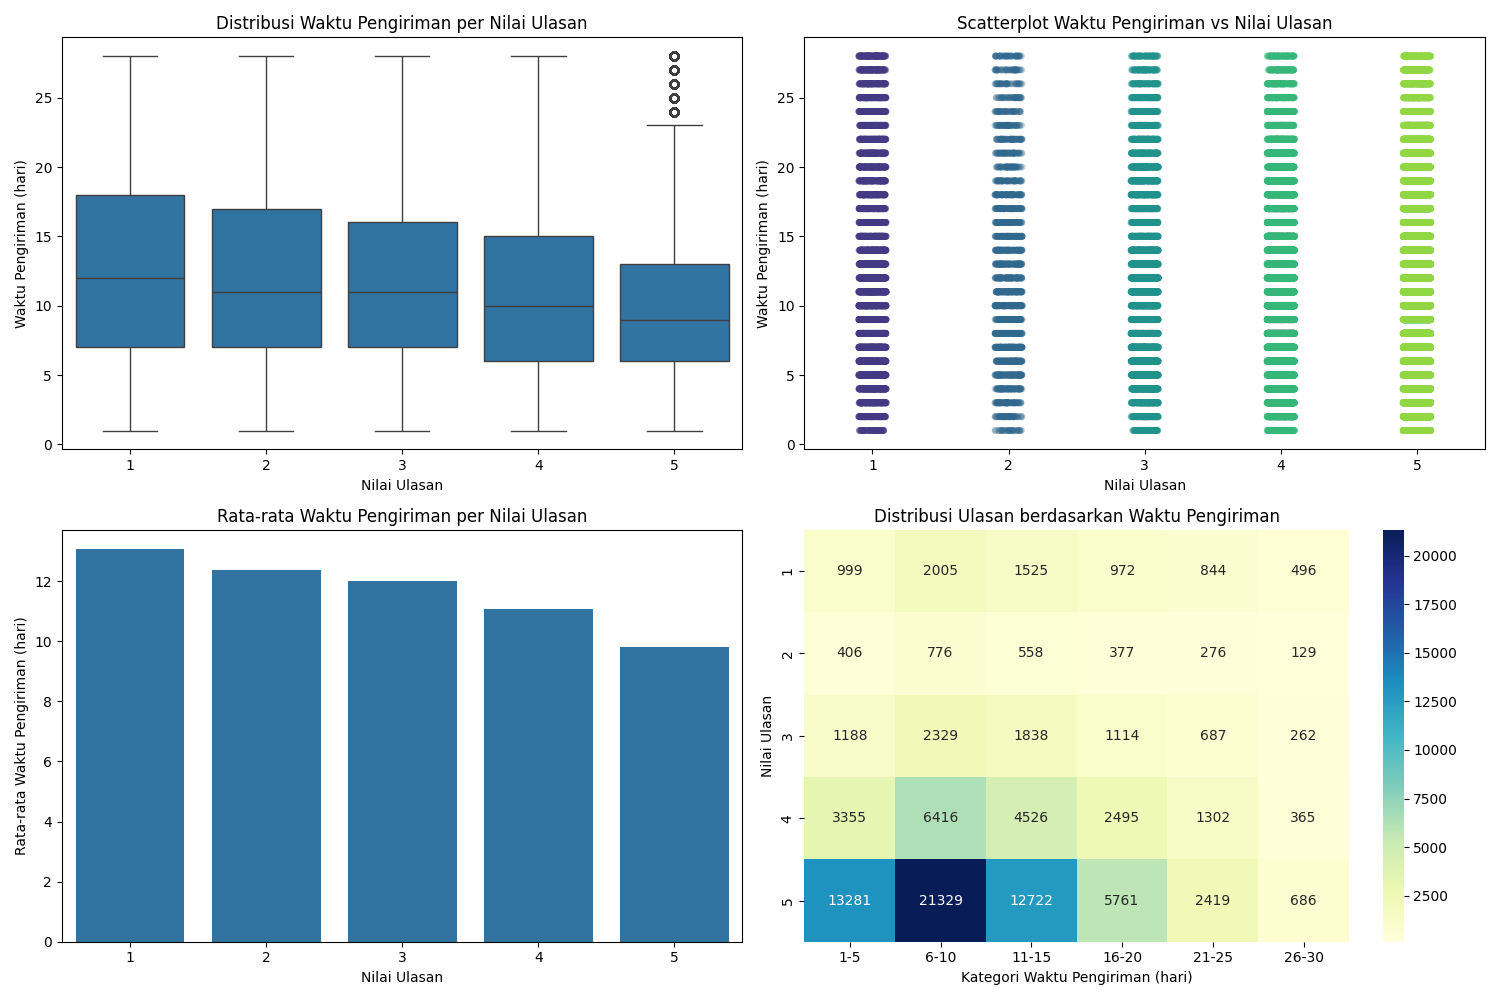 Distribusi Waktu Pengiriman per Nilai Ulasan
Waktu Pengiriman (hari)
25
20
15
10
5
0
1 2 3 4 5
Nilai Ulasan
Scatterplot Waktu Pengiriman vs Nilai Ulasan
Waktu Pengiriman (hari)
25
20
15
10
5
0
1 2 3 4 5
Nilai Ulasan
Rata-rata Waktu Pengiriman per Nilai Ulasan
Rata-rata Waktu Pengiriman (hari)
12
10
8
6
4
2
0
1 2 3 4 5
Nilai Ulasan
Distribusi Ulasan berdasarkan Waktu Pengiriman
Nilai Ulasan
1 999 2005 1525 972 844 496
2 406 776 558 377 276 129
3 1188 2329 1838 1114 687 262
4 3355 6416 4526 2495 1302 365
5 13281 21329 12722 5761 2419 686
1-5 6-10 11-15 16-20 21-25 26-30
Kategori Waktu Pengiriman (hari)
20000
17500
15000
12500
10000
7500
5000
2500